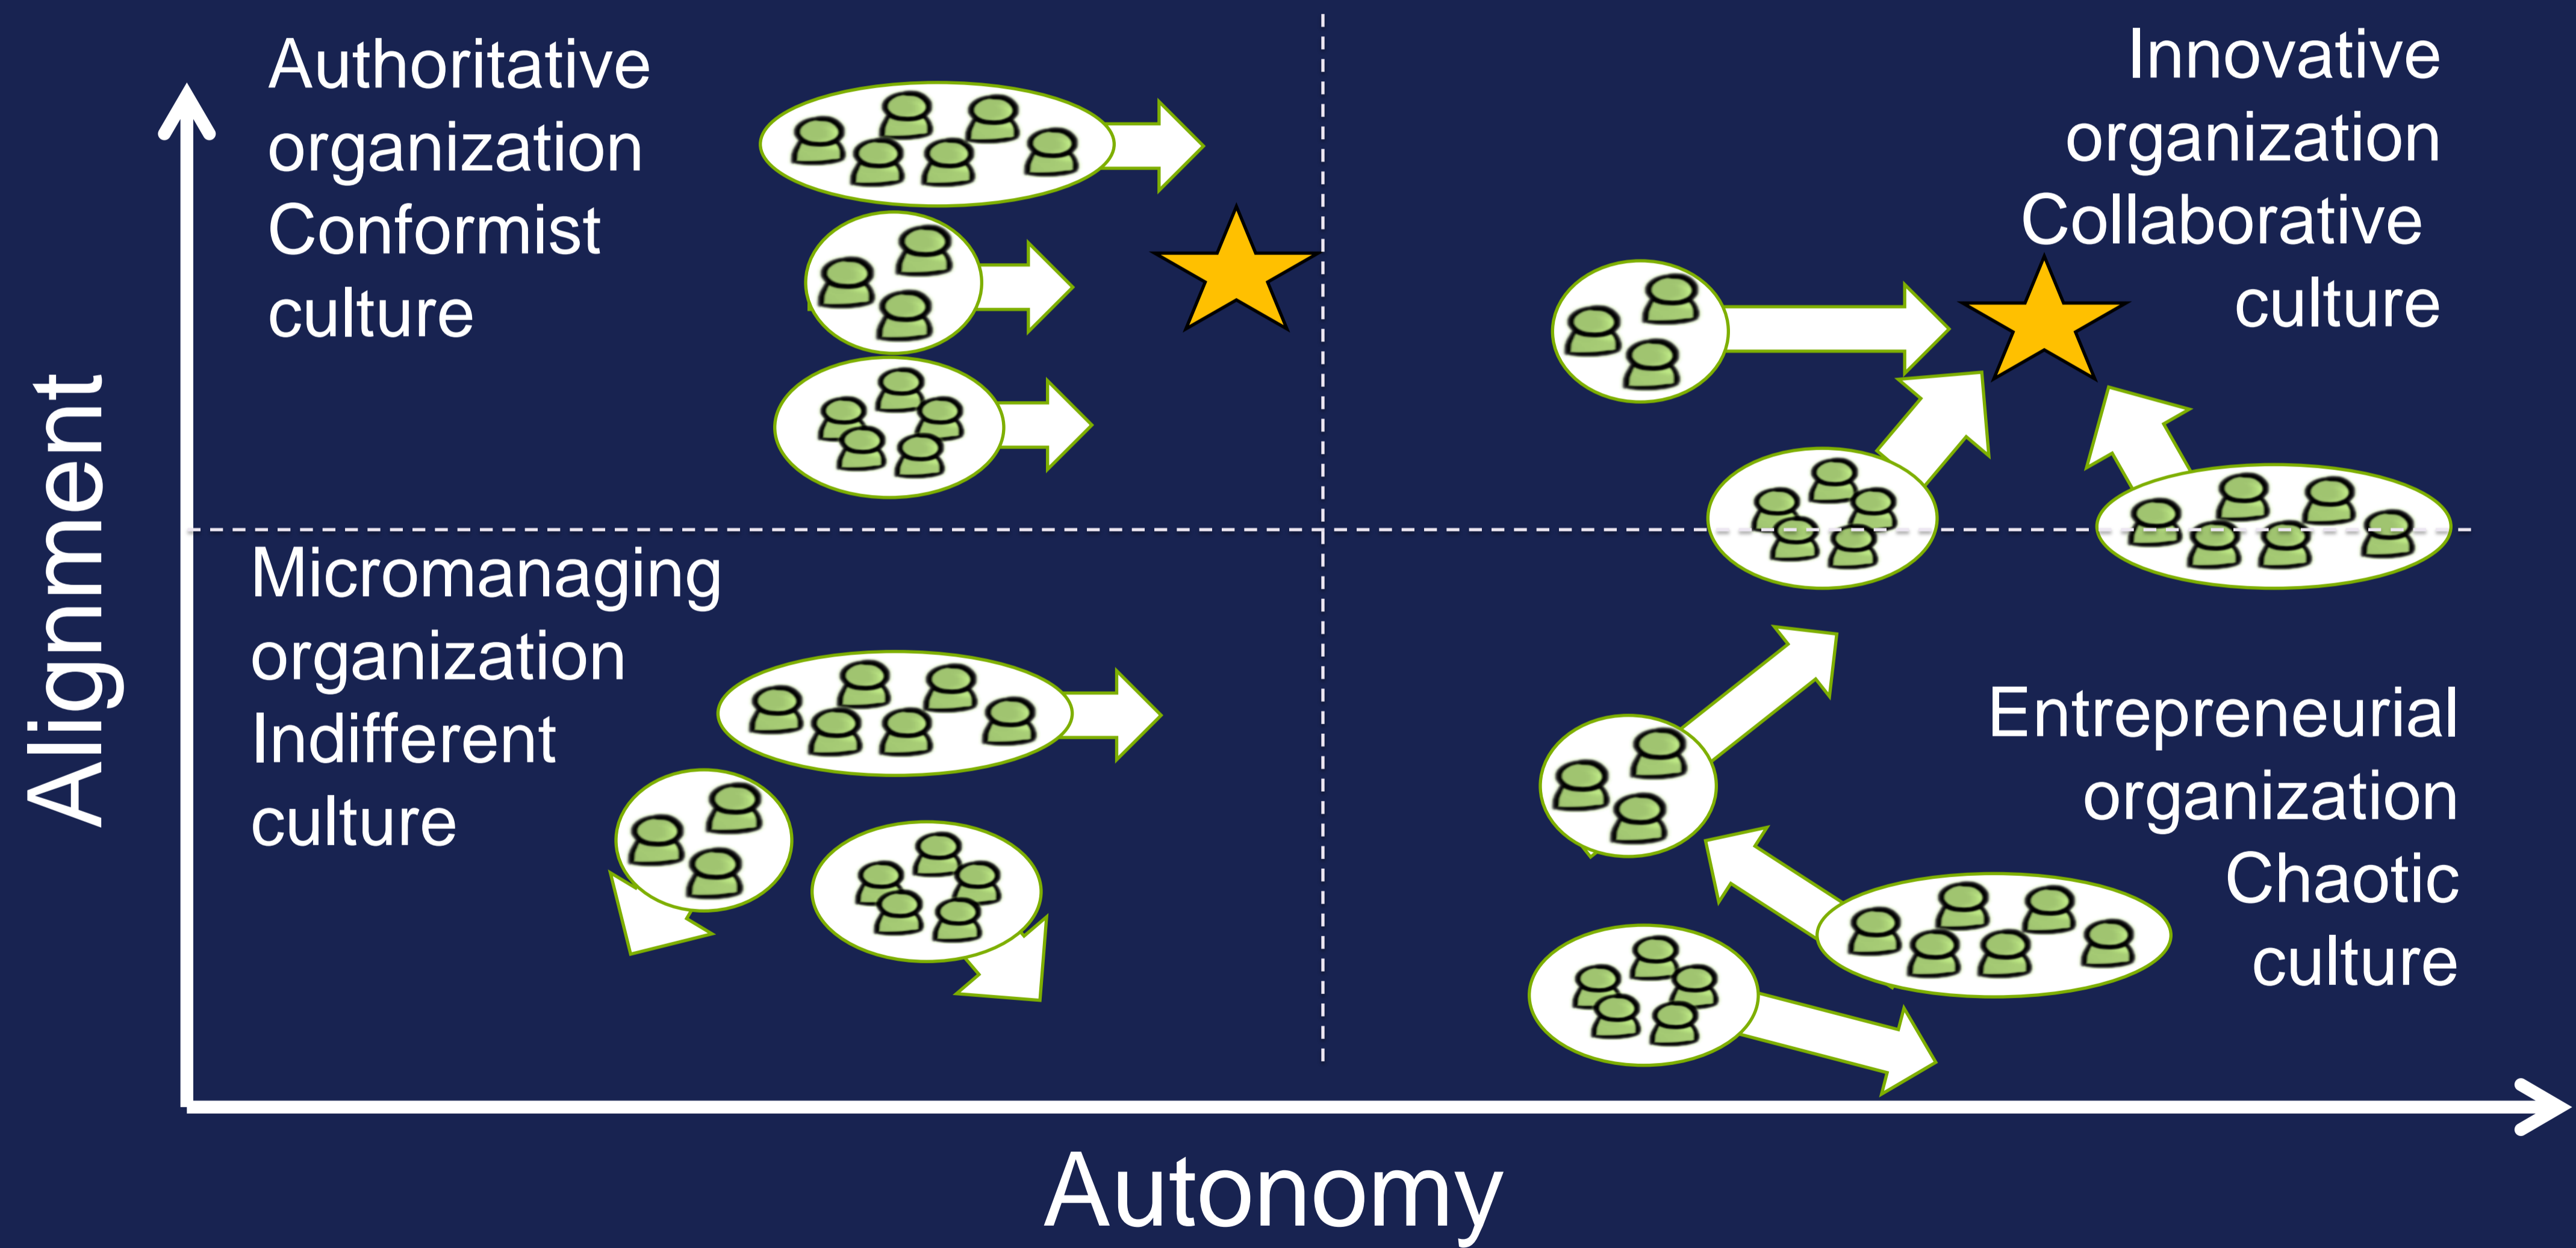 Authoritative
organization
Conformist
culture
Innovative
organization
Collaborative
culture
Alignment
Micromanaging
organization
Indifferent
culture
Entrepreneurial
organization
Chaotic
culture
Autonomy